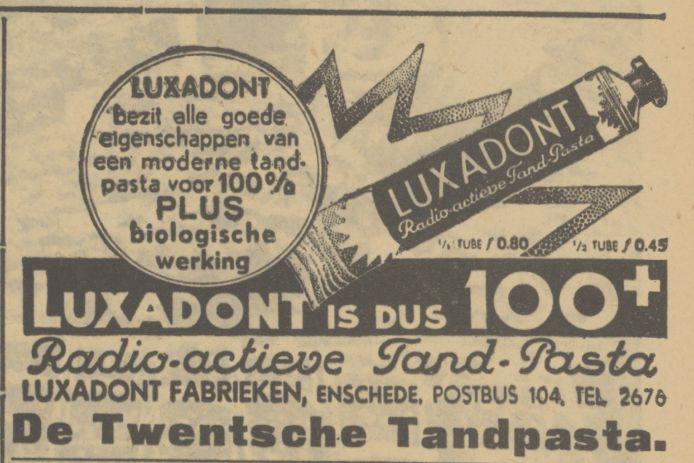 LUXADONT
bezit alle goede
eigenschappen van
een moderne tand-
pasta voor 100%
PLUS
biologische
werking
LUXADONT
Radio-actieve Tand-Pasta
1/1 TUBE ƒ 0.80
1/2 TUBE ƒ 0.45
LUXADONT IS DUS 100+
Radio-actieve Tand-Pasta
LUXADONT FABRIEKEN, ENSCHEDE, POSTBUS 104, TEL 2676
De Twentsche Tandpasta.